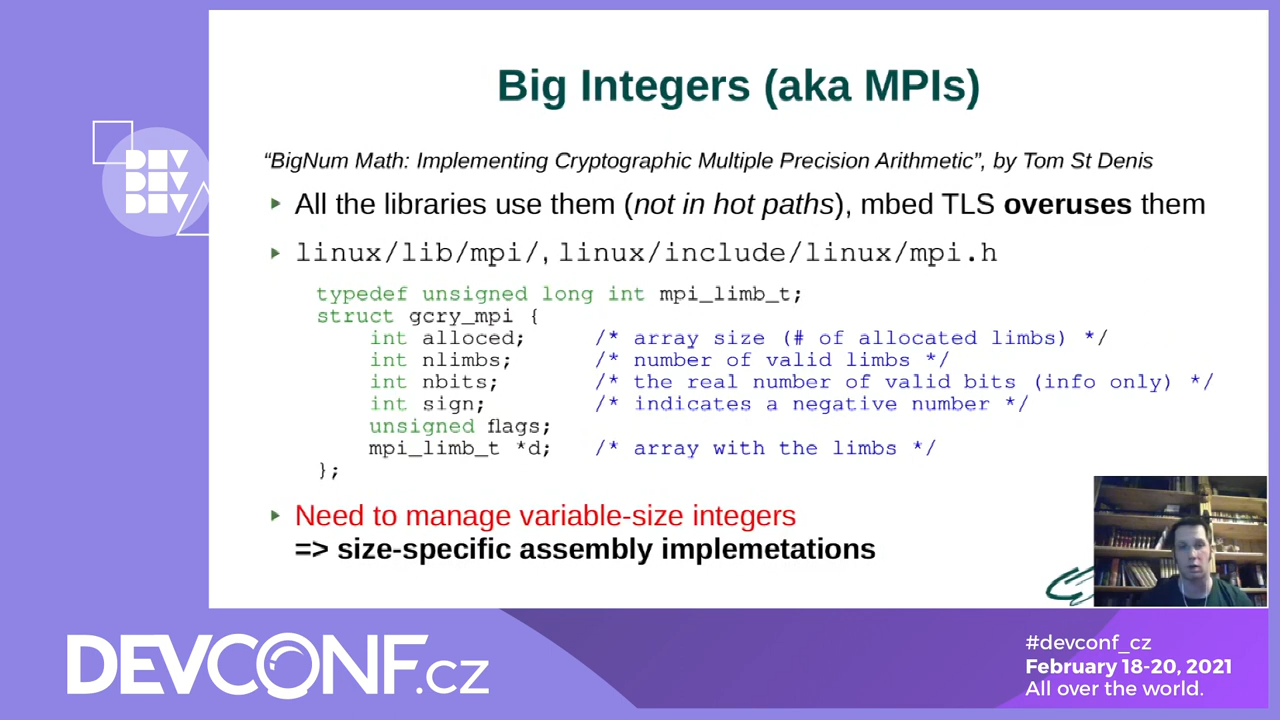 Big Integers (aka MPIs)
“BigNum Math: Implementing Cryptographic Multiple Precision Arithmetic”, by Tom St Denis
All the libraries use them (not in hot paths), mbed TLS overuses them
linux/lib/mpi/, linux/include/linux/mpi.h
typedef unsigned long int mpi_limb_t;
struct gcry_mpi {
int alloced; /* array size (# of allocated limbs) */
int nlimbs; /* number of valid limbs */
int nbits; /* the real number of valid bits (info only) */
int sign; /* indicates a negative number */
unsigned flags;
mpi_limb_t *d; /* array with the limbs */
};
Need to manage variable-size integers
=> size-specific assembly implemetations
DEV
DEV
DEV
DEVCONF.cz
#devconf_cz
February 18-20, 2021
All over the world.